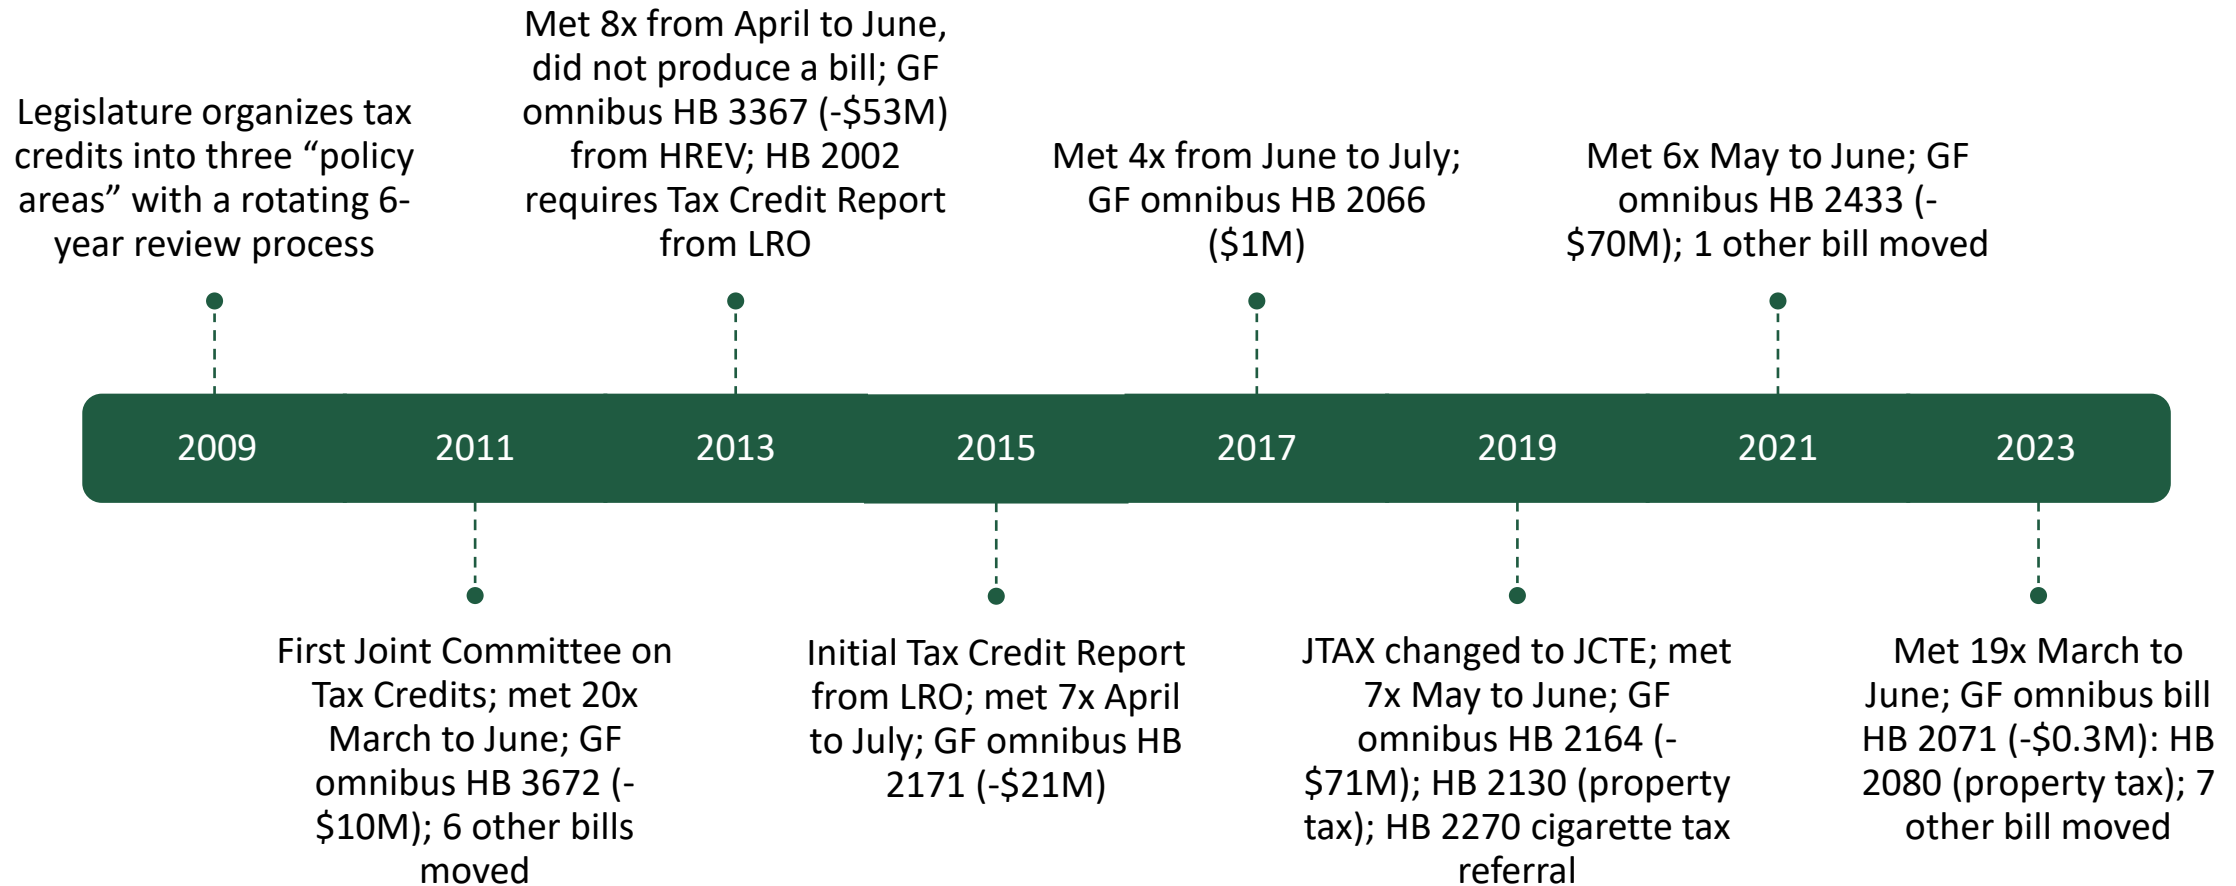 Met 8x from April to June,
did not produce a bill; GF
omnibus HB 3367 (-$53M)
from HREV; HB 2002
requires Tax Credit Report
from LRO
Legislature organizes tax
credits into three “policy
areas” with a rotating 6-
year review process
Met 4x from June to July;
GF omnibus HB 2066
($1M)
Met 6x May to June; GF
omnibus HB 2433 (-
$70M); 1 other bill moved
2009
2011
2013
2015
2017
2019
2021
2023
First Joint Committee on
Tax Credits; met 20x
March to June; GF
omnibus HB 3672 (-
$10M); 6 other bills
moved
Initial Tax Credit Report
from LRO; met 7x April
to July; GF omnibus HB
2171 (-$21M)
JTAX changed to JCTE; met
7x May to June; GF
omnibus HB 2164 (-
$71M); HB 2130 (property
tax); HB 2270 cigarette tax
referral
Met 19x March to
June; GF omnibus bill
HB 2071 (-$0.3M): HB
2080 (property tax); 7
other bill moved